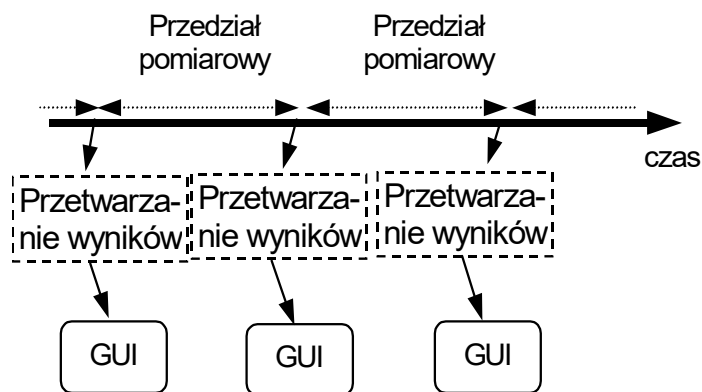 Przedział
pomiarowy
Przedział
pomiarowy
czas
Przetwarza-
nie wyników
Przetwarza-
nie wyników
Przetwarza-
nie wyników
GUI
GUI
GUI